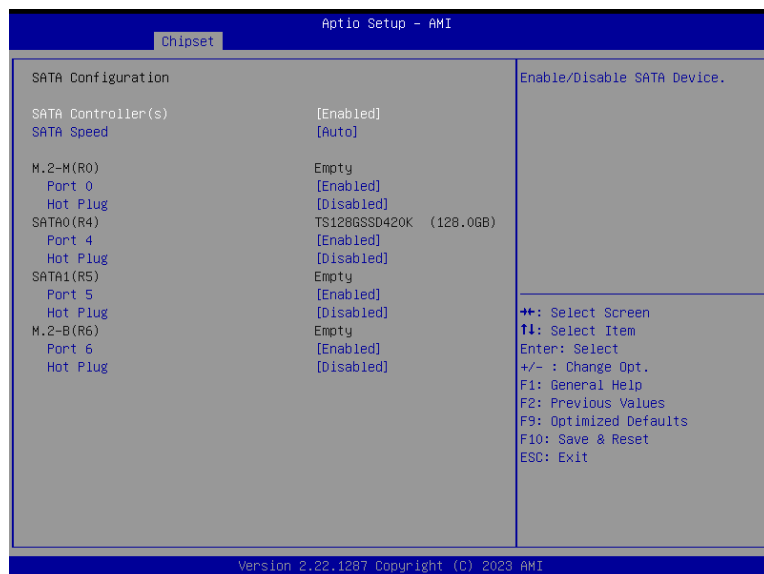 Aptio Setup – AMI
Chipset
SATA Configuration
SATA Controller(s) [Enabled]
SATA Speed [Auto]
M.2-M(R0) Empty
Port 0 [Enabled]
Hot Plug [Disabled]
SATA0(R4) TS128GSSD420K (128.0GB)
Port 4 [Enabled]
Hot Plug [Disabled]
SATA1(R5) Empty
Port 5 [Enabled]
Hot Plug [Disabled]
M.2-B(R6) Empty
Port 6 [Enabled]
Hot Plug [Disabled]
Enable/Disable SATA Device.
→←: Select Screen
↑↓: Select Item
Enter: Select
+/- : Change Opt.
F1: General Help
F2: Previous Values
F9: Optimized Defaults
F10: Save & Reset
ESC: Exit
Version 2.22.1287 Copyright (C) 2023 AMI